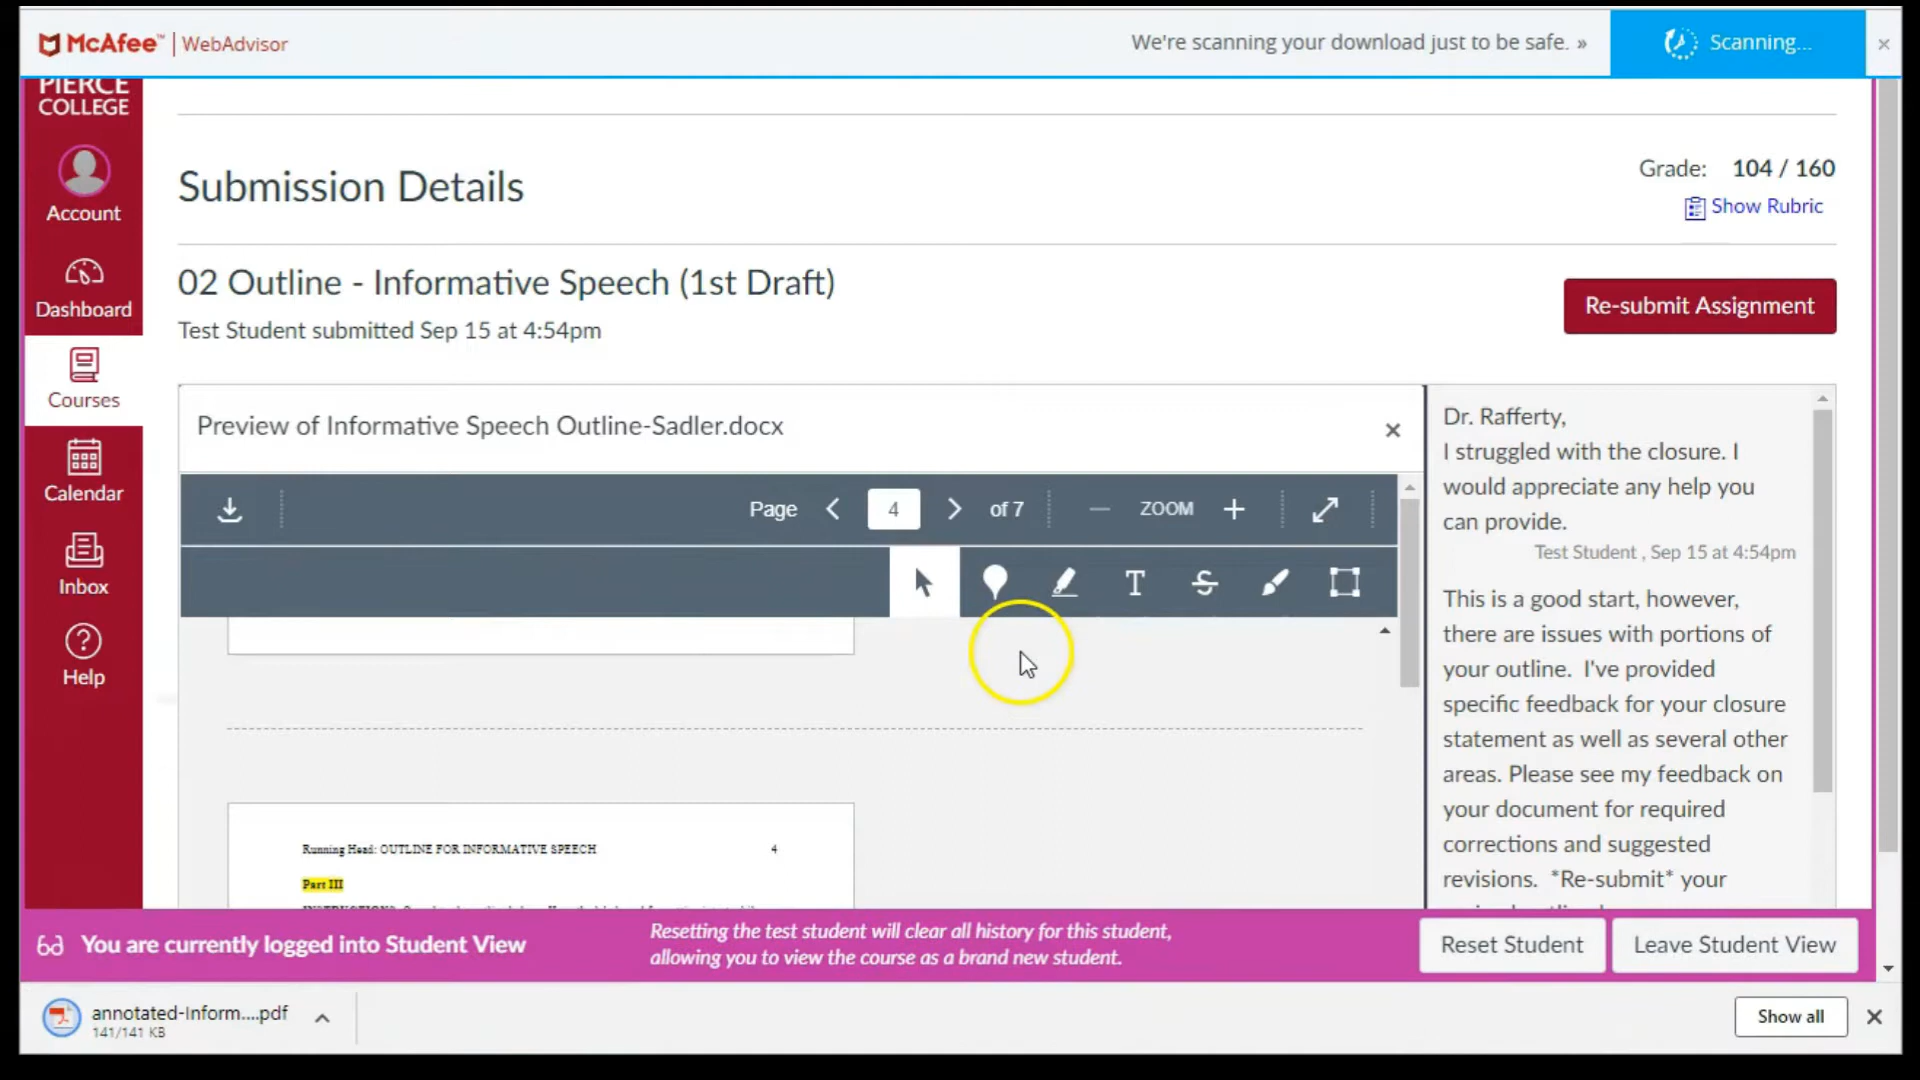 McAfee™ | WebAdvisor
We're scanning your download just to be safe. »
Scanning...
PIERCE
COLLEGE
Account
Dashboard
Courses
Calendar
Inbox
Help
Submission Details
Grade: 104 / 160
Show Rubric
02 Outline - Informative Speech (1st Draft)
Test Student submitted Sep 15 at 4:54pm
Re-submit Assignment
Preview of Informative Speech Outline-Sadler.docx
Page 4 of 7
ZOOM
Running Head: OUTLINE FOR INFORMATIVE SPEECH 4
Part III
Dr. Rafferty,
I struggled with the closure. I
would appreciate any help you
can provide.
Test Student , Sep 15 at 4:54pm
This is a good start, however,
there are issues with portions of
your outline. I've provided
specific feedback for your closure
statement as well as several other
areas. Please see my feedback on
your document for required
corrections and suggested
revisions. *Re-submit* your
You are currently logged into Student View
Resetting the test student will clear all history for this student,
allowing you to view the course as a brand new student.
Reset Student
Leave Student View
annotated-Inform....pdf
141/141 KB
Show all